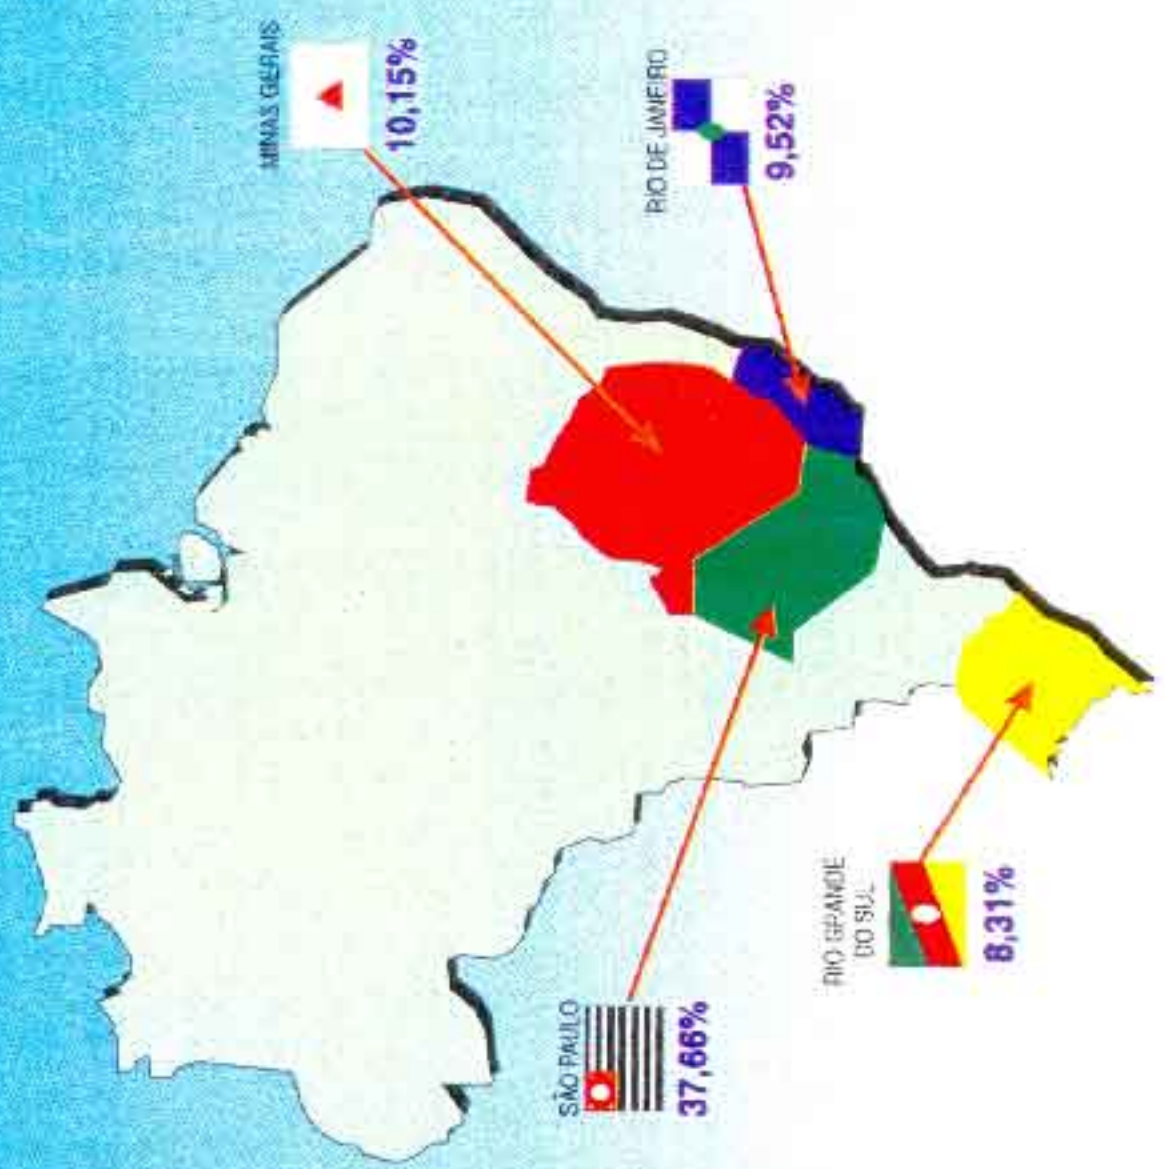 MINAS GERAIS
10,15%
RIO DE JANEIRO
9,52%
SÃO PAULO
37,66%
RIO GRANDE
DO SUL
8,31%